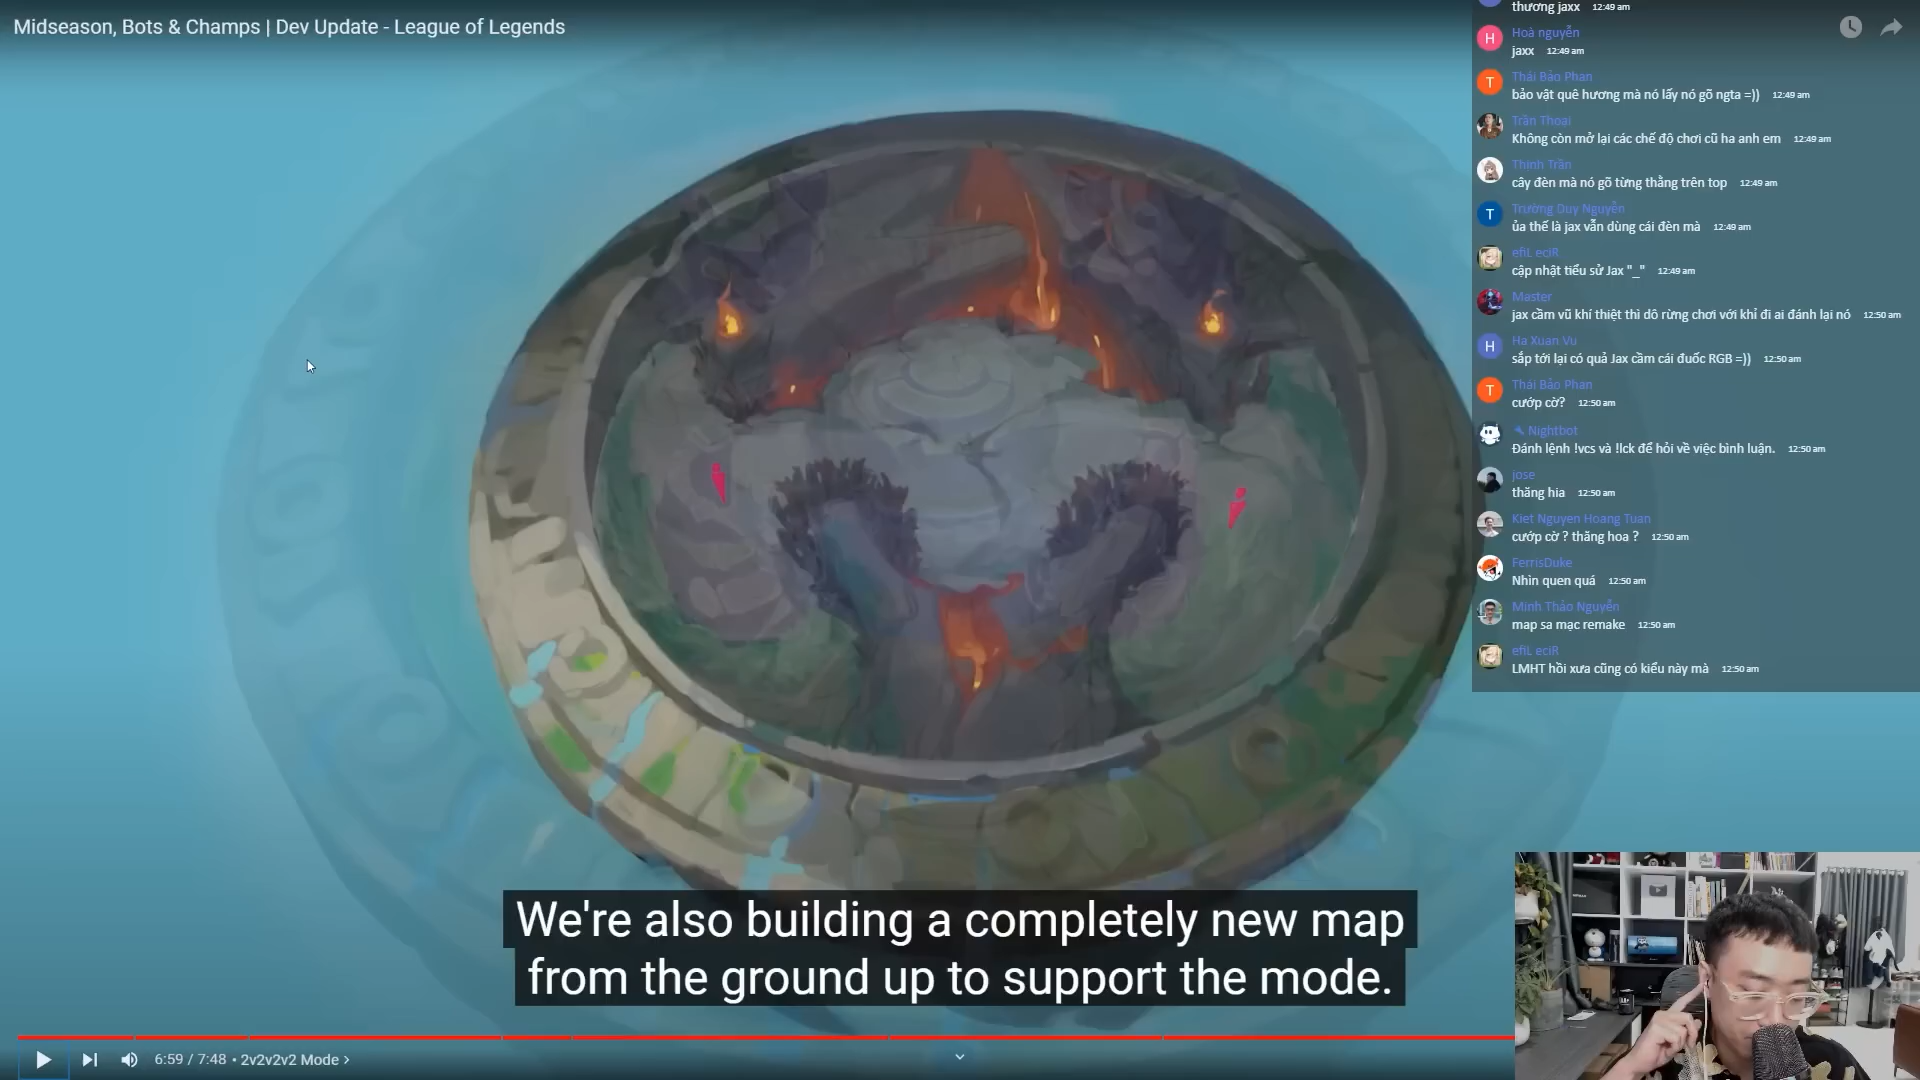 Midseason, Bots & Champs | Dev Update - League of Legends
thương jaxx 12:49 am
H
Hoà nguyễn
jaxx 12:49 am
T
Thái Bảo Phan
bảo vật quê hương mà nó lấy nó gõ ngta =)) 12:49 am
Trần Thoại
Không còn mở lại các chế độ chơi cũ ha anh em 12:49 am
Thịnh Trần
cây đèn mà nó gõ từng thằng trên top 12:49 am
T
Trường Duy Nguyễn
ủa thế là jax vẫn dùng cái đèn mà 12:49 am
efiL eciR
cập nhật tiểu sử Jax "_" 12:49 am
Master
jax cầm vũ khí thiệt thì dô rừng chơi với khỉ đi ai đánh lại nó 12:50 am
H
Ha Xuan Vu
sắp tới lại có quả Jax cầm cái đuốc RGB =)) 12:50 am
T
Thái Bảo Phan
cướp cờ? 12:50 am
Nightbot
Đánh lệnh !vcs và !lck để hỏi về việc bình luận. 12:50 am
jose
thăng hia 12:50 am
Kiet Nguyen Hoang Tuan
cướp cờ ? thăng hoa ? 12:50 am
FerrisDuke
Nhìn quen quá 12:50 am
Minh Thảo Nguyễn
map sa mạc remake 12:50 am
efiL eciR
LMHT hồi xưa cũng có kiểu này mà 12:50 am
We're also building a completely new map
from the ground up to support the mode.
6:59 / 7:48 • 2v2v2v2 Mode >